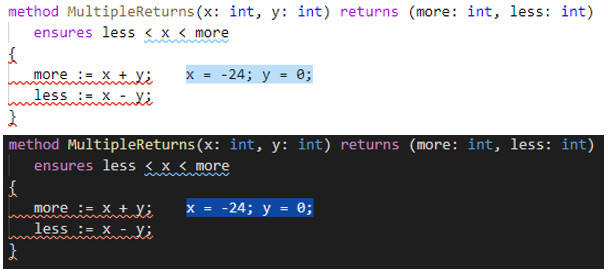 method MultipleReturns(x: int, y: int) returns (more: int, less: int)
ensures less < x < more
{
more := x + y; x = -24; y = 0;
less := x - y;
}
method MultipleReturns(x: int, y: int) returns (more: int, less: int)
ensures less < x < more
{
more := x + y; x = -24; y = 0;
less := x - y;
}